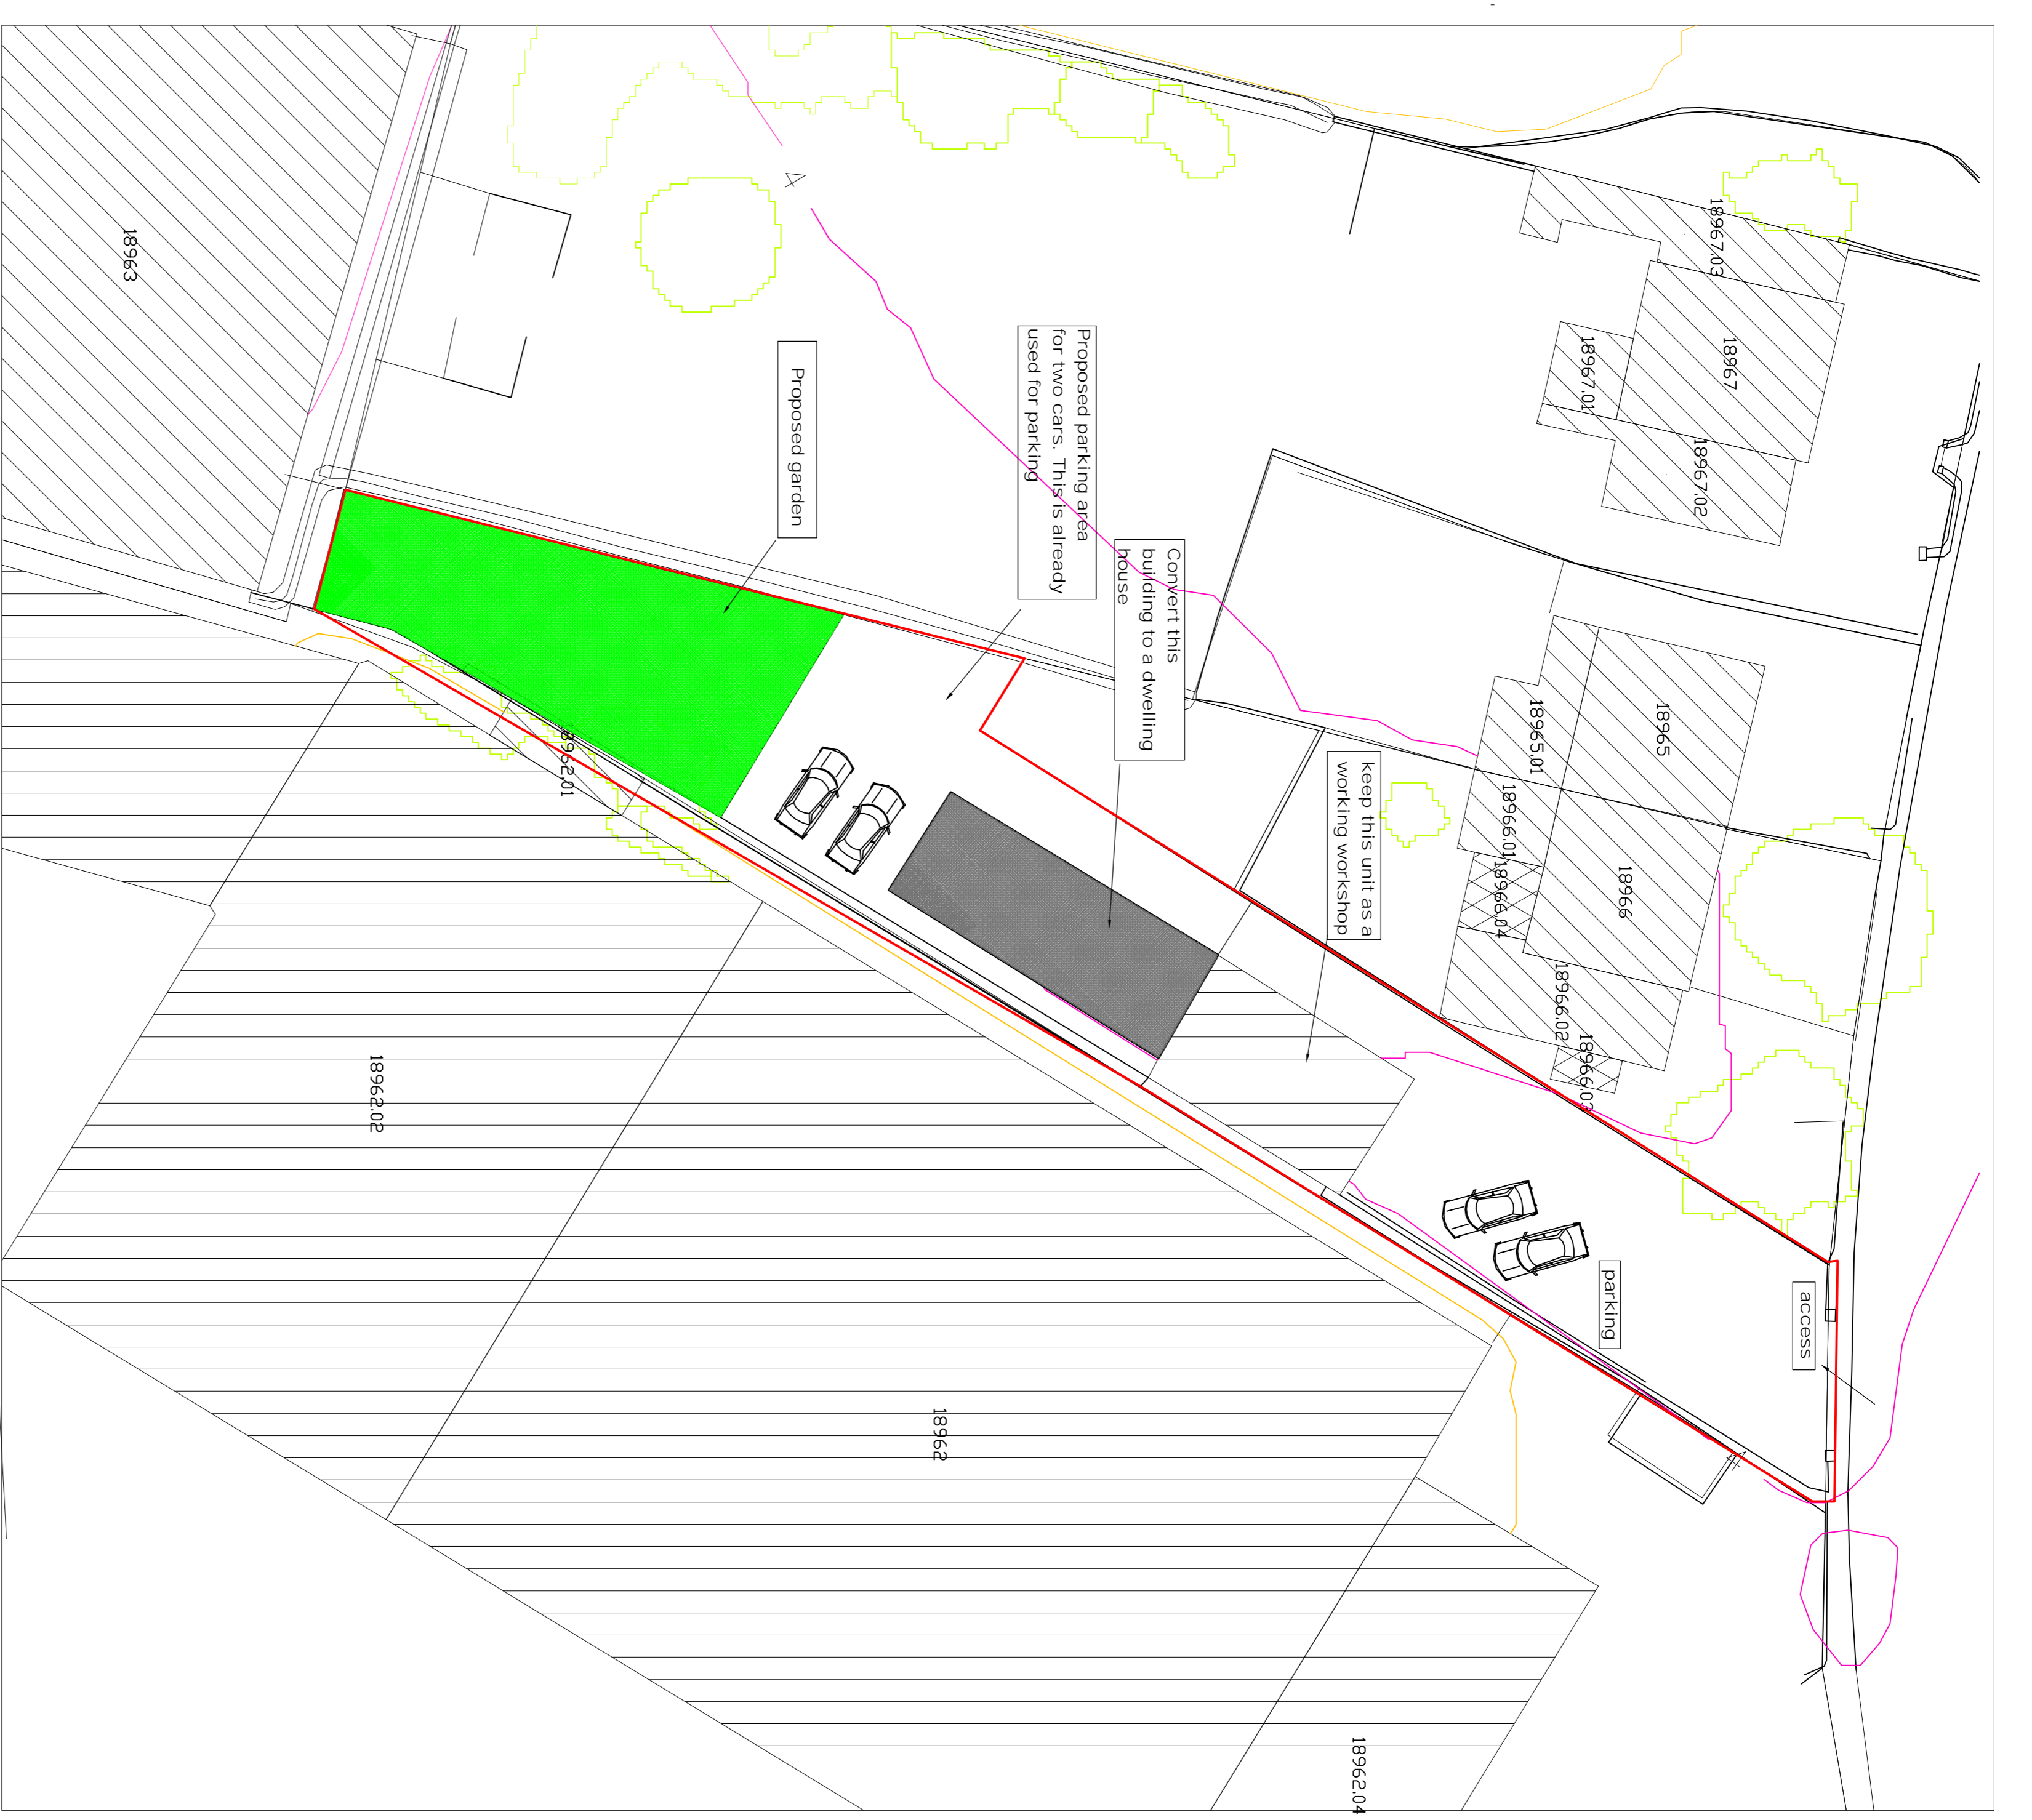 18963
Proposed garden
Proposed parking area
for two cars. This is already
used for parking
Convert this
building to a dwelling
house
keep this unit as a
working workshop
parking
access
18967.03
18967
18967.01
18967.02
18965
18965.01
18966.01
18966.04
18966
18966.02
18966.03
18962.01
18962.02
18962
18962.04